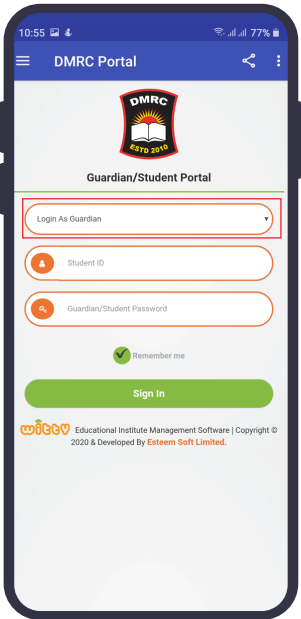 10:55 77%
DMRC Portal
DMRC
ESTD 2010
Guardian/Student Portal
Login As Guardian
Student ID
Guardian/Student Password
Remember me
Sign In
witty Educational Institute Management Software | Copyright ©
2020 & Developed By Esteem Soft Limited.